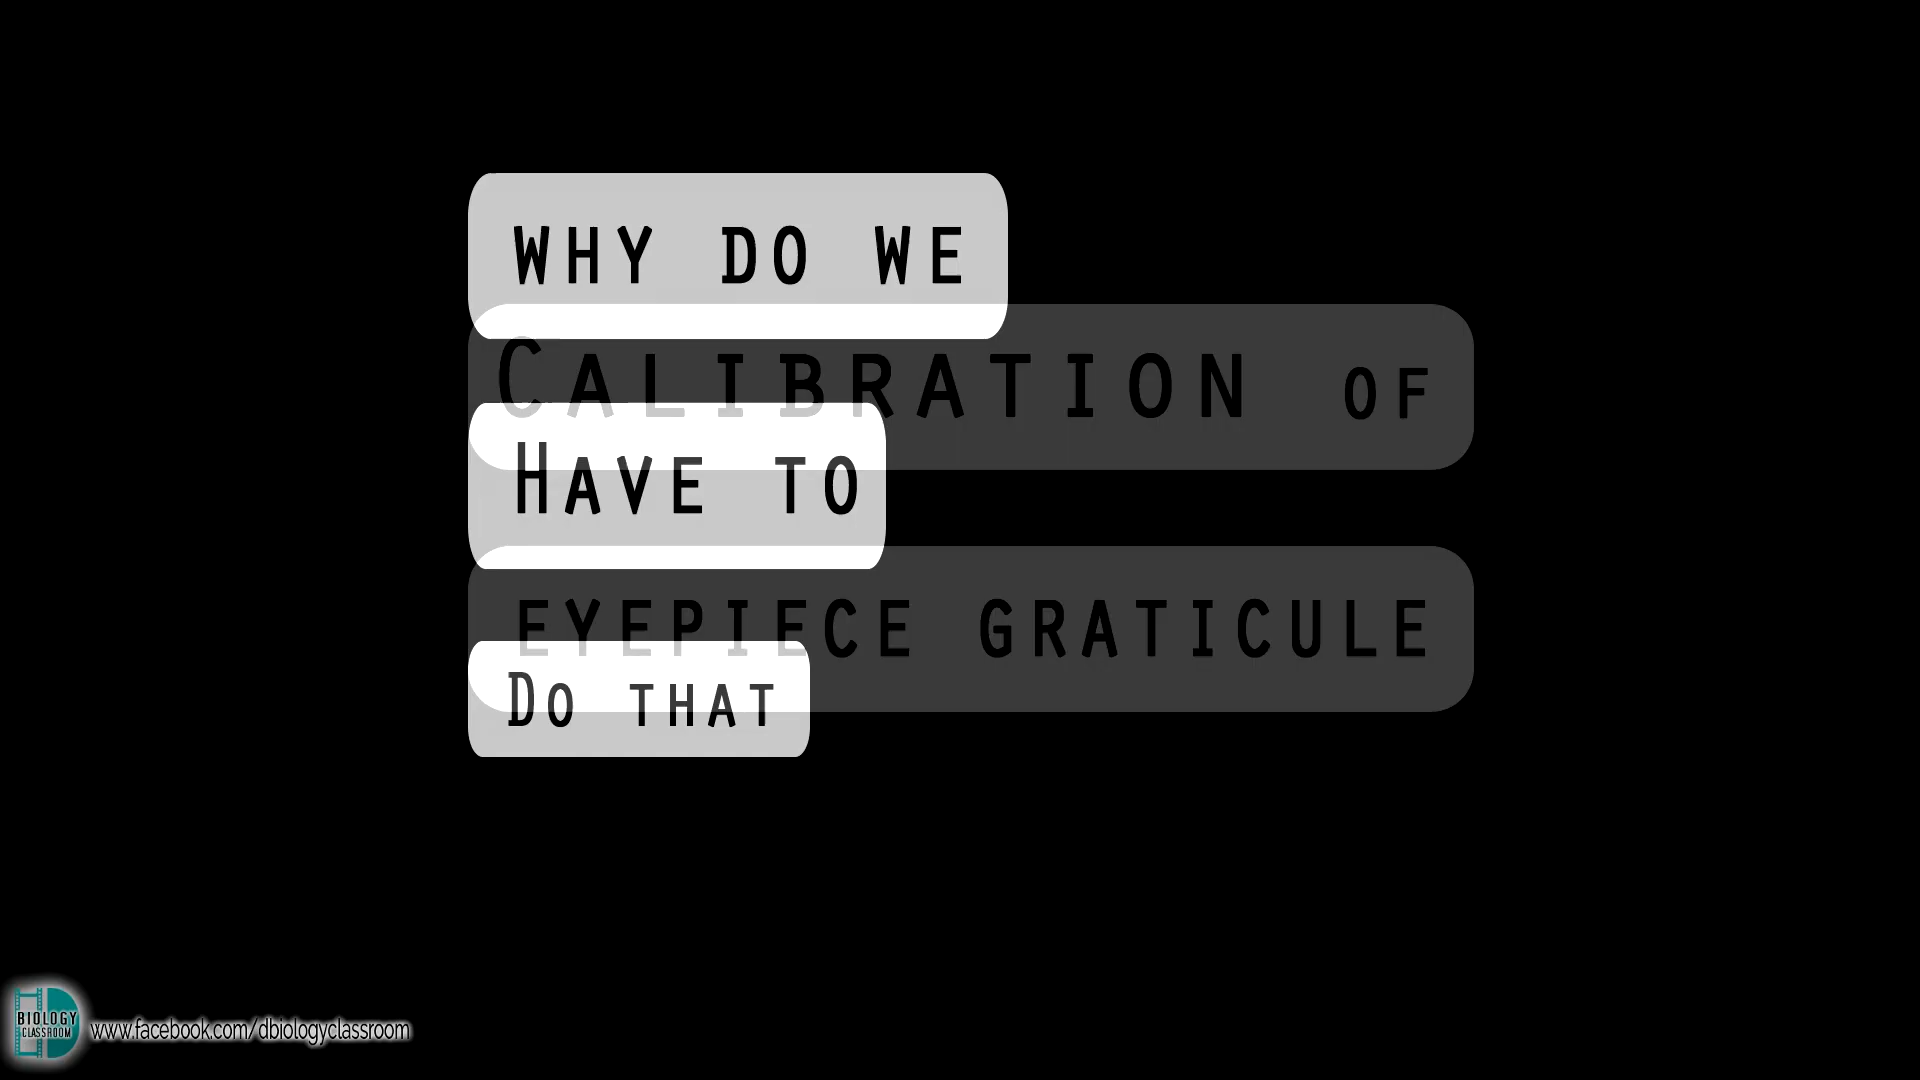 WHY DO WE
CALIBRATION OF
HAVE TO
EYEPIECE GRATICULE
DO THAT
BIOLOGY
CLASSROOM
www.facebook.com/dbiologyclassroom